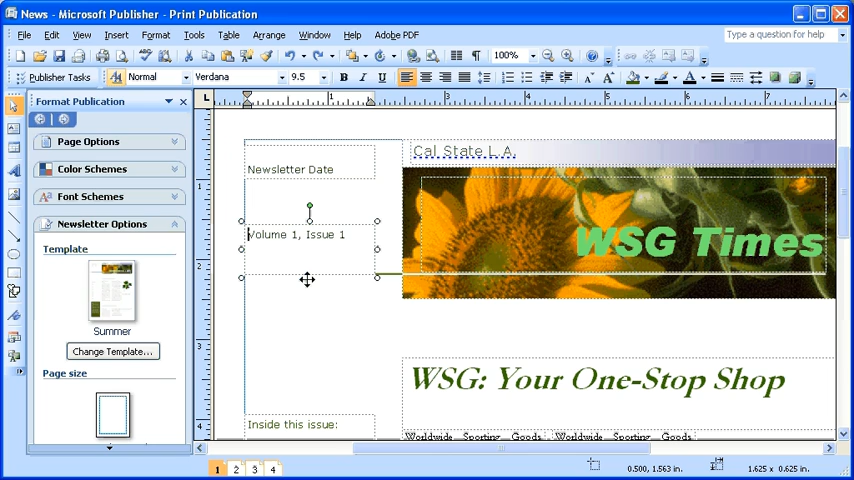 News - Microsoft Publisher - Print Publication
File Edit View Insert Format Tools Table Arrange Window Help Adobe PDF
Type a question for help
100%
Publisher Tasks Normal Verdana 9.5
Format Publication
Page Options
Color Schemes
Font Schemes
Newsletter Options
Template
Summer
Change Template...
Page size
Cal State L.A.
Newsletter Date
Volume 1, Issue 1
WSG Times
WSG: Your One-Stop Shop
Inside this issue:
Worldwide Sporting Goods Worldwide Sporting Goods
1 2 3 4
0.500, 1.563 in.
1.625 x 0.625 in.